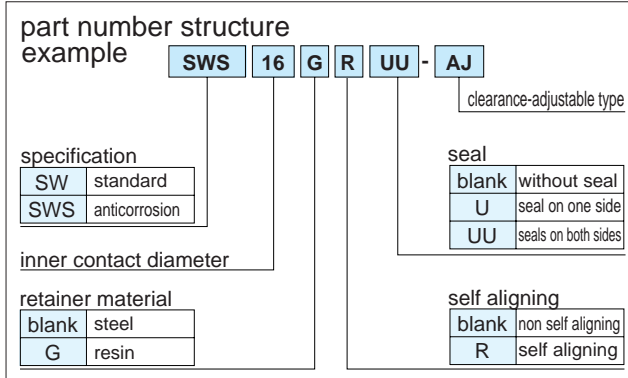 part number structure
example SWS 16 G R UU - AJ
clearance-adjustable type
specification
SW standard
SWS anticorrosion
inner contact diameter
retainer material
blank steel
G resin
seal
blank without seal
U seal on one side
UU seals on both sides
self aligning
blank non self aligning
R self aligning